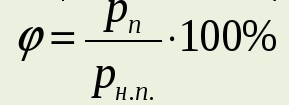 φ = pп / pн.п. · 100%